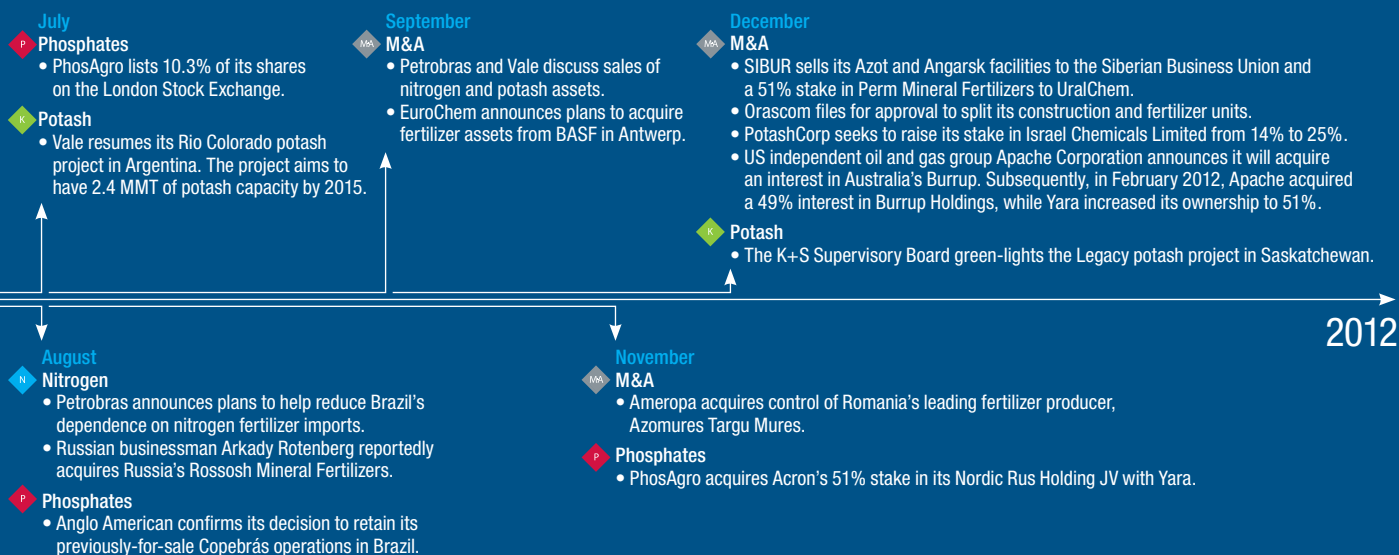 July
P Phosphates
• PhosAgro lists 10.3% of its shares
on the London Stock Exchange.
K Potash
• Vale resumes its Rio Colorado potash
project in Argentina. The project aims to
have 2.4 MMT of potash capacity by 2015.
September
M&A M&A
• Petrobras and Vale discuss sales of
nitrogen and potash assets.
• EuroChem announces plans to acquire
fertilizer assets from BASF in Antwerp.
December
M&A M&A
• SIBUR sells its Azot and Angarsk facilities to the Siberian Business Union and
a 51% stake in Perm Mineral Fertilizers to UralChem.
• Orascom files for approval to split its construction and fertilizer units.
• PotashCorp seeks to raise its stake in Israel Chemicals Limited from 14% to 25%.
• US independent oil and gas group Apache Corporation announces it will acquire
an interest in Australia's Burrup. Subsequently, in February 2012, Apache acquired
a 49% interest in Burrup Holdings, while Yara increased its ownership to 51%.
K Potash
• The K+S Supervisory Board green-lights the Legacy potash project in Saskatchewan.
2012
August
N Nitrogen
• Petrobras announces plans to help reduce Brazil's
dependence on nitrogen fertilizer imports.
• Russian businessman Arkady Rotenberg reportedly
acquires Russia's Rossosh Mineral Fertilizers.
P Phosphates
• Anglo American confirms its decision to retain its
previously-for-sale Copebrás operations in Brazil.
November
M&A M&A
• Ameropa acquires control of Romania's leading fertilizer producer,
Azomures Targu Mures.
P Phosphates
• PhosAgro acquires Acron's 51% stake in its Nordic Rus Holding JV with Yara.